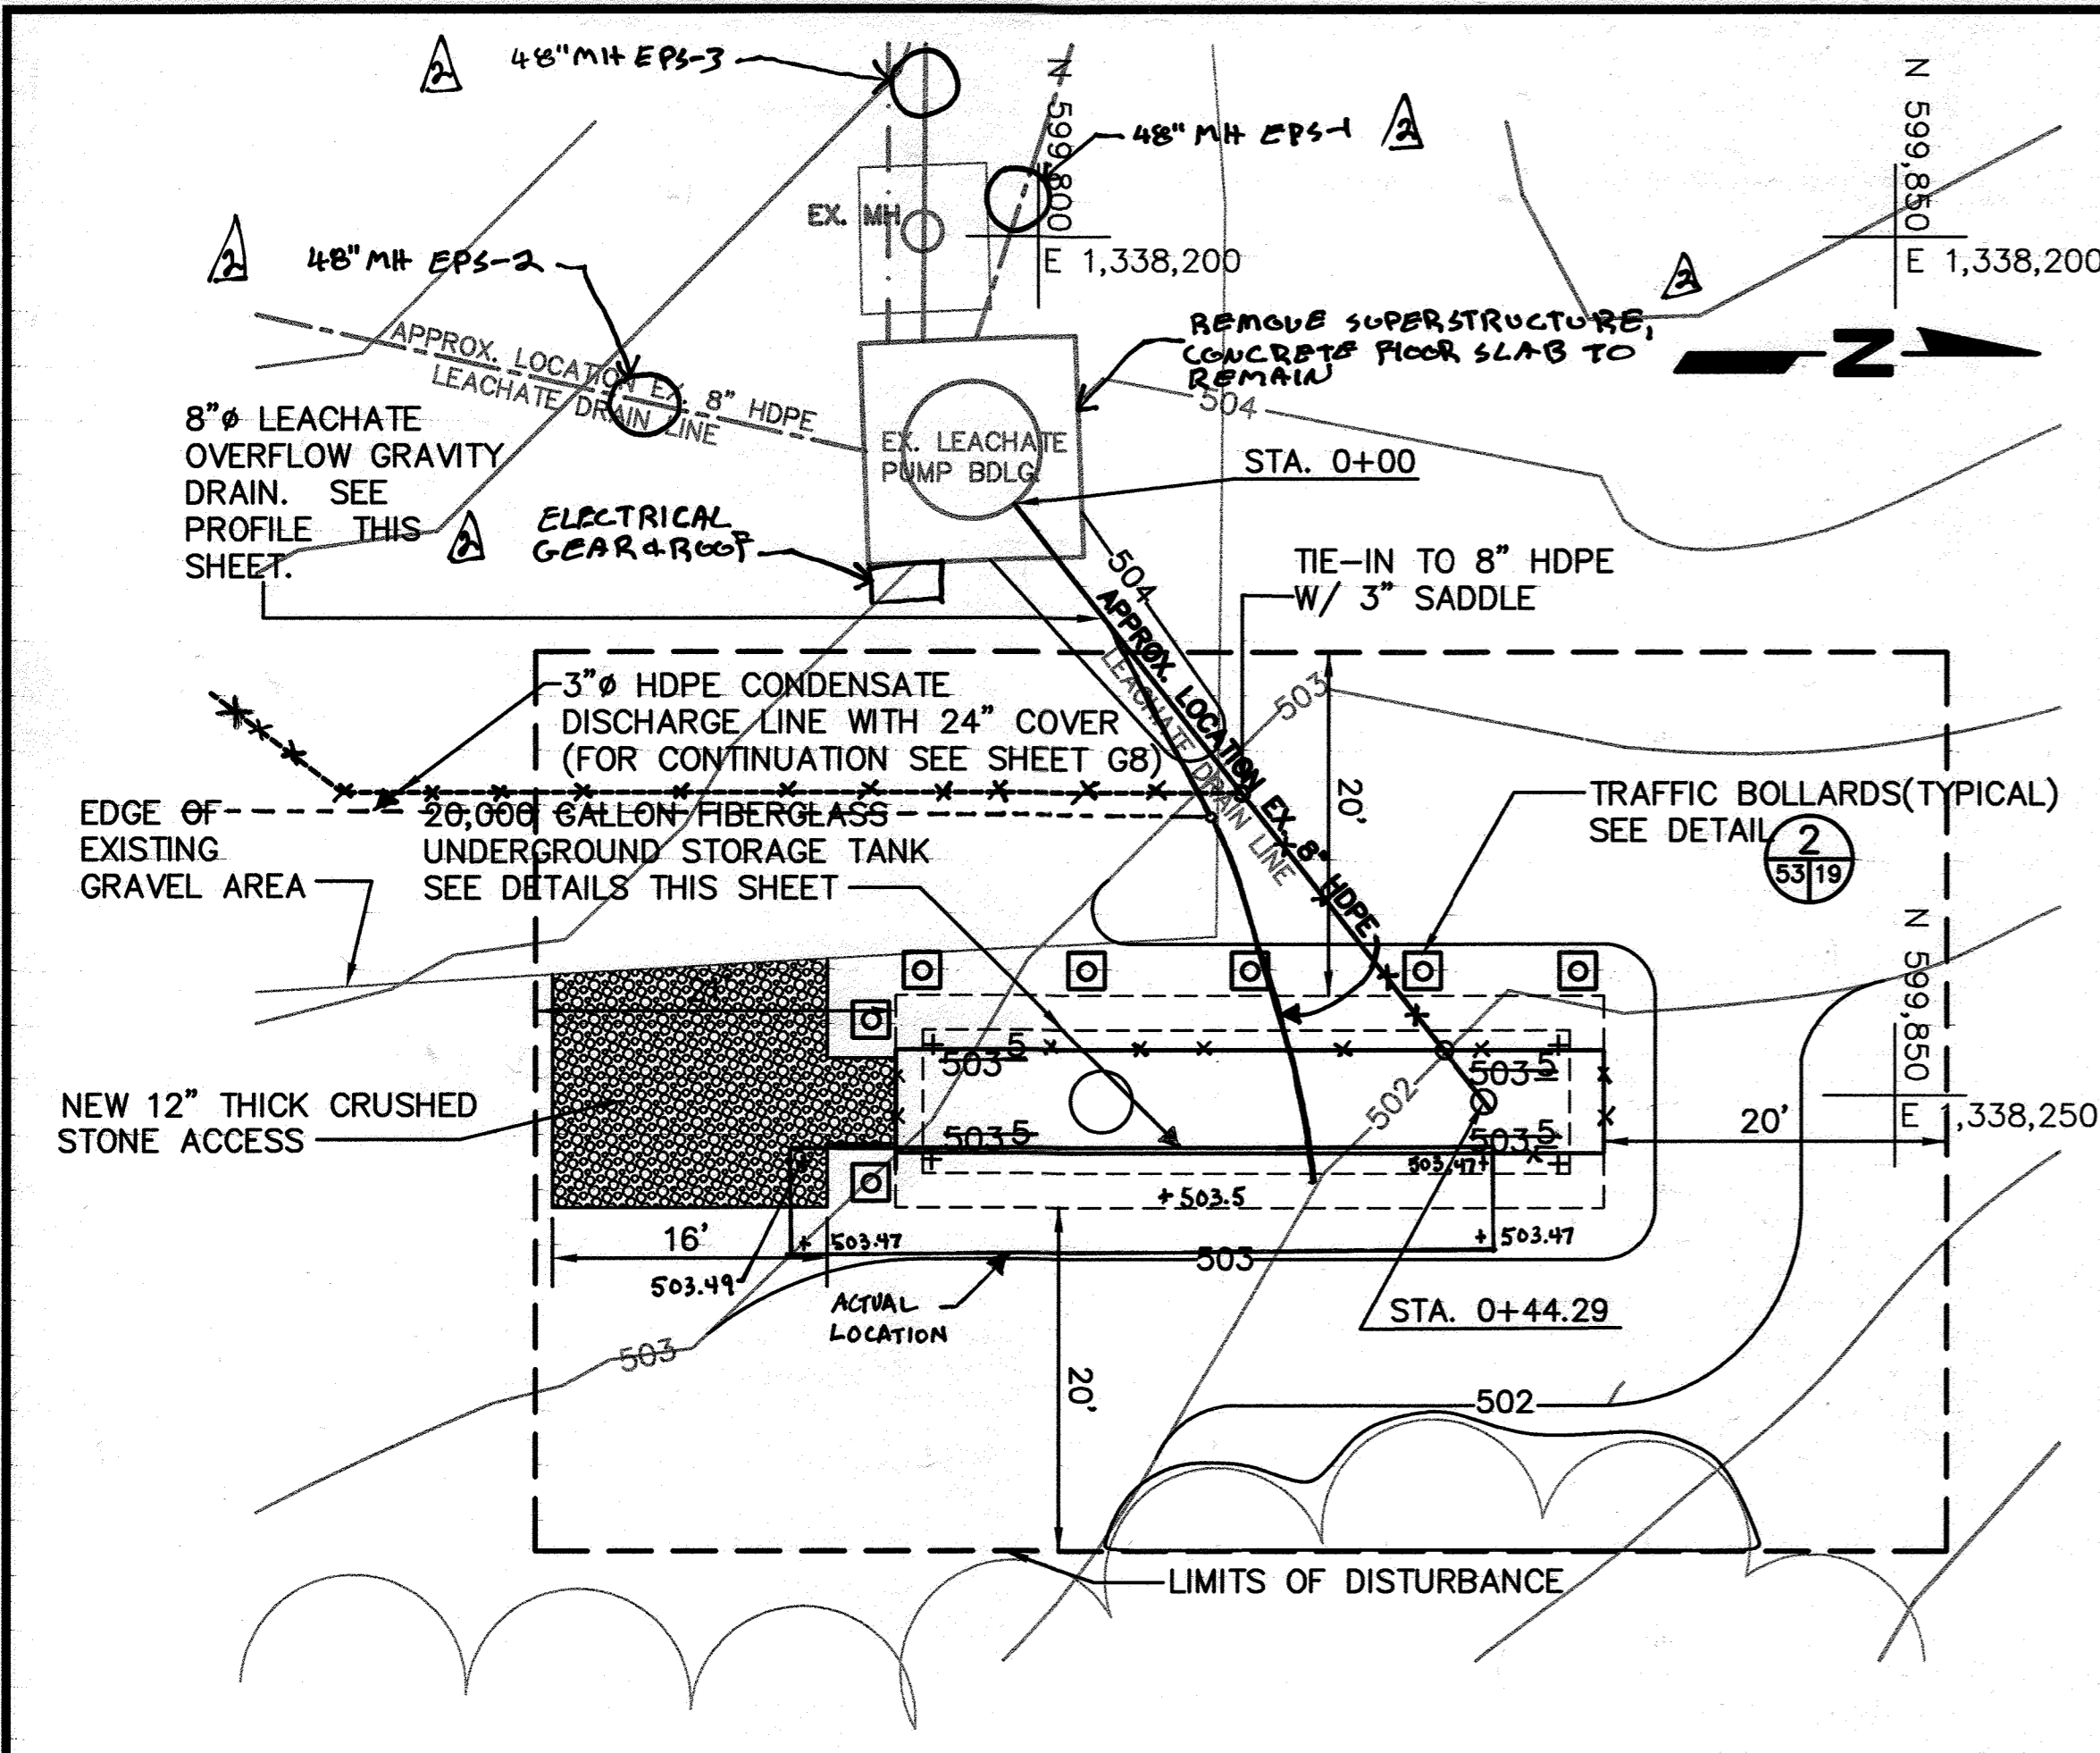 2
48" MH EPS-3
N 599,800
N 599,850
48" MH EPS-1
2
EX. MH
2
48" MH EPS-2
E 1,338,200
E 1,338,200
2
REMOVE SUPERSTRUCTURE,
CONCRETE FLOOR SLAB TO
REMAIN
N
APPROX. LOCATION EX. 8" HDPE
LEACHATE DRAIN LINE
504
8"ø LEACHATE
OVERFLOW GRAVITY
DRAIN. SEE
PROFILE THIS
SHEET.
EX. LEACHATE
PUMP BDLG.
STA. 0+00
2
ELECTRICAL
GEAR & ROOF
504
TIE-IN TO 8" HDPE
W/ 3" SADDLE
APPROX. LOCATION EX. 8" HDPE
LEACHATE DRAIN LINE
3"ø HDPE CONDENSATE
DISCHARGE LINE WITH 24" COVER
(FOR CONTINUATION SEE SHEET G8)
503
20'
EDGE OF
EXISTING
GRAVEL AREA
20,000 GALLON FIBERGLASS
UNDERGROUND STORAGE TANK
SEE DETAILS THIS SHEET
TRAFFIC BOLLARDS(TYPICAL)
SEE DETAIL
2
53 19
N 599,850
503.5
503.5
502
NEW 12" THICK CRUSHED
STONE ACCESS
503.5
503.5
20'
E 1,338,250
503.47
+503.5
16'
+ 503.47
+ 503.47
503.49
503
ACTUAL
LOCATION
STA. 0+44.29
503
20'
502
LIMITS OF DISTURBANCE